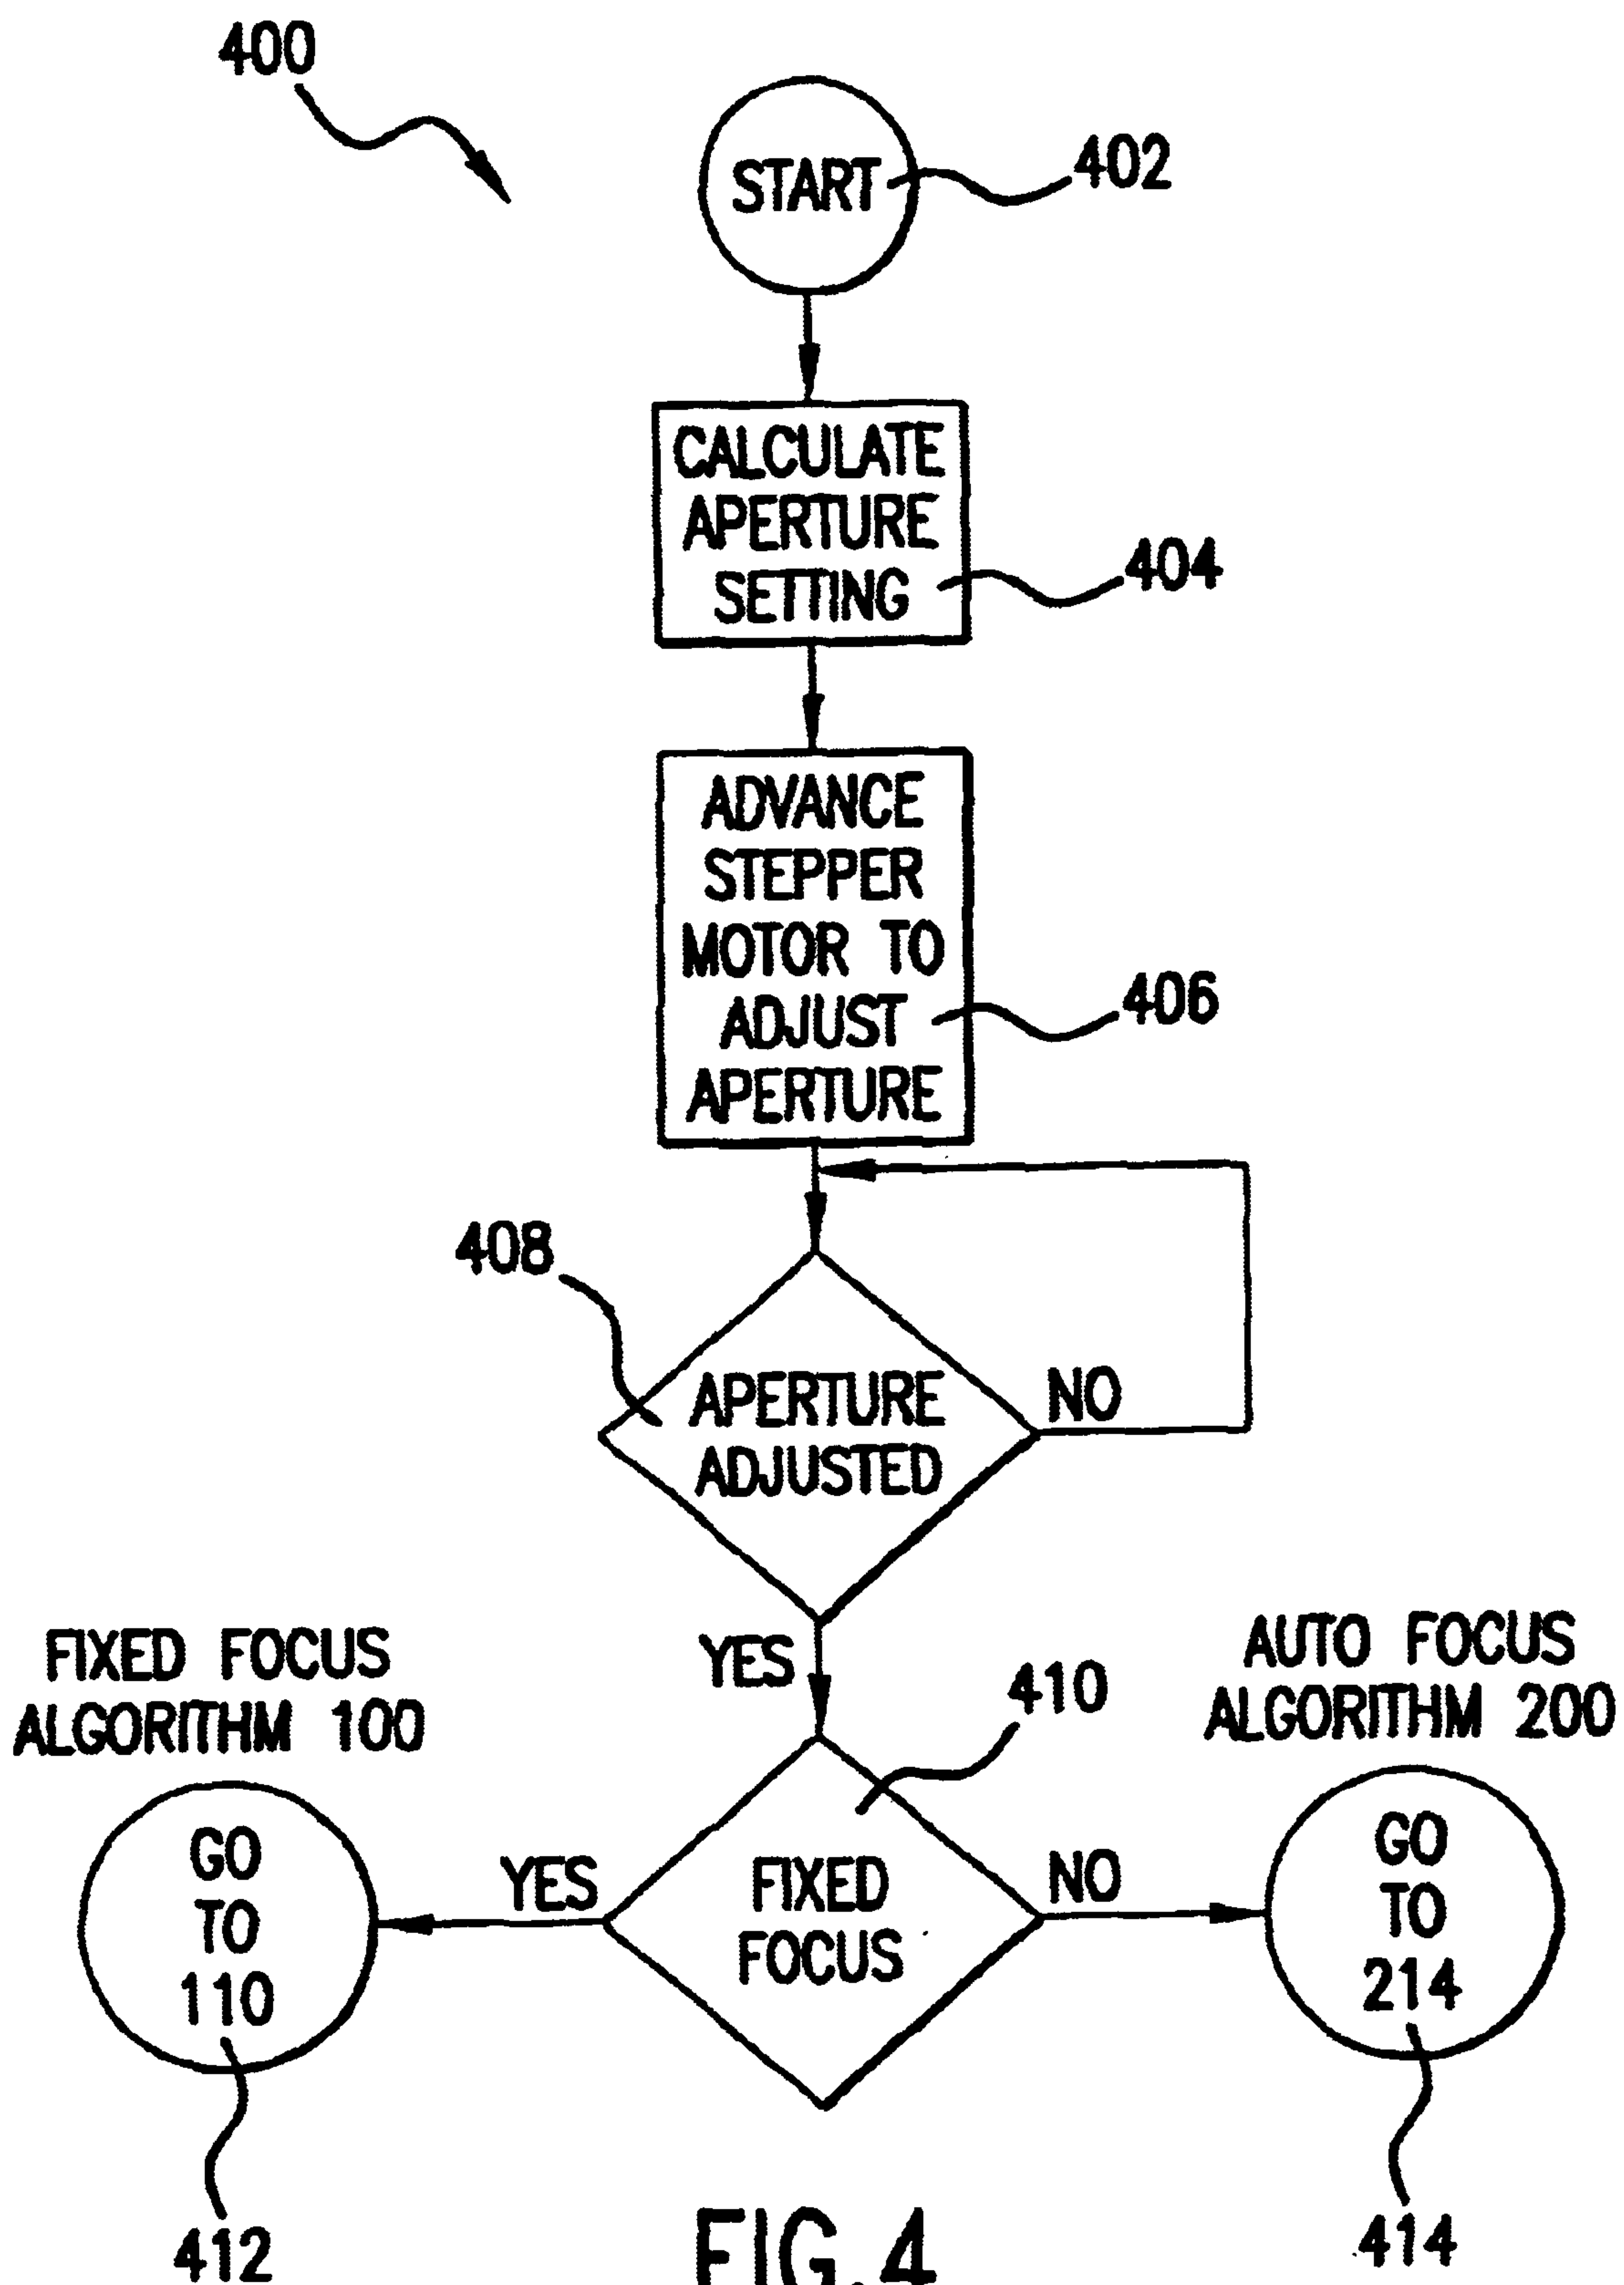 400
START
402
CALCULATE
APERTURE
SETTING
404
ADVANCE
STEPPER
MOTOR TO
ADJUST
APERTURE
406
408
APERTURE
ADJUSTED
NO
YES
410
FIXED FOCUS
ALGORITHM 100
AUTO FOCUS
ALGORITHM 200
GO
TO
110
YES
FIXED
FOCUS
NO
GO
TO
214
412
414
FIG.4